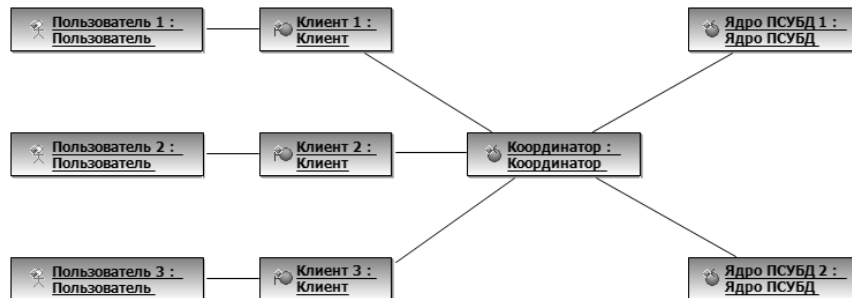 Пользователь 1 :
Пользователь
Клиент 1 :
Клиент
Ядро ПСУБД 1 :
Ядро ПСУБД
Пользователь 2 :
Пользователь
Клиент 2 :
Клиент
Координатор :
Координатор
Пользователь 3 :
Пользователь
Клиент 3 :
Клиент
Ядро ПСУБД 2 :
Ядро ПСУБД